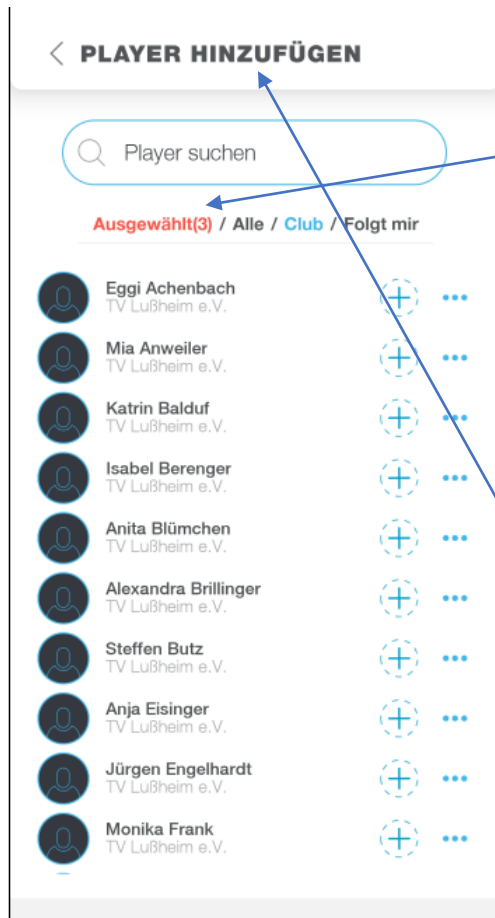 PLAYER HINZUFÜGEN
Player suchen
Ausgewählt(3) / Alle / Club / Folgt mir
Eggi Achenbach
TV Lußheim e.V.
Mia Anweiler
TV Lußheim e.V.
Katrin Balduf
TV Lußheim e.V.
Isabel Berenger
TV Lußheim e.V.
Anita Blümchen
TV Lußheim e.V.
Alexandra Brillinger
TV Lußheim e.V.
Steffen Butz
TV Lußheim e.V.
Anja Eisinger
TV Lußheim e.V.
Jürgen Engelhardt
TV Lußheim e.V.
Monika Frank
TV Lußheim e.V.